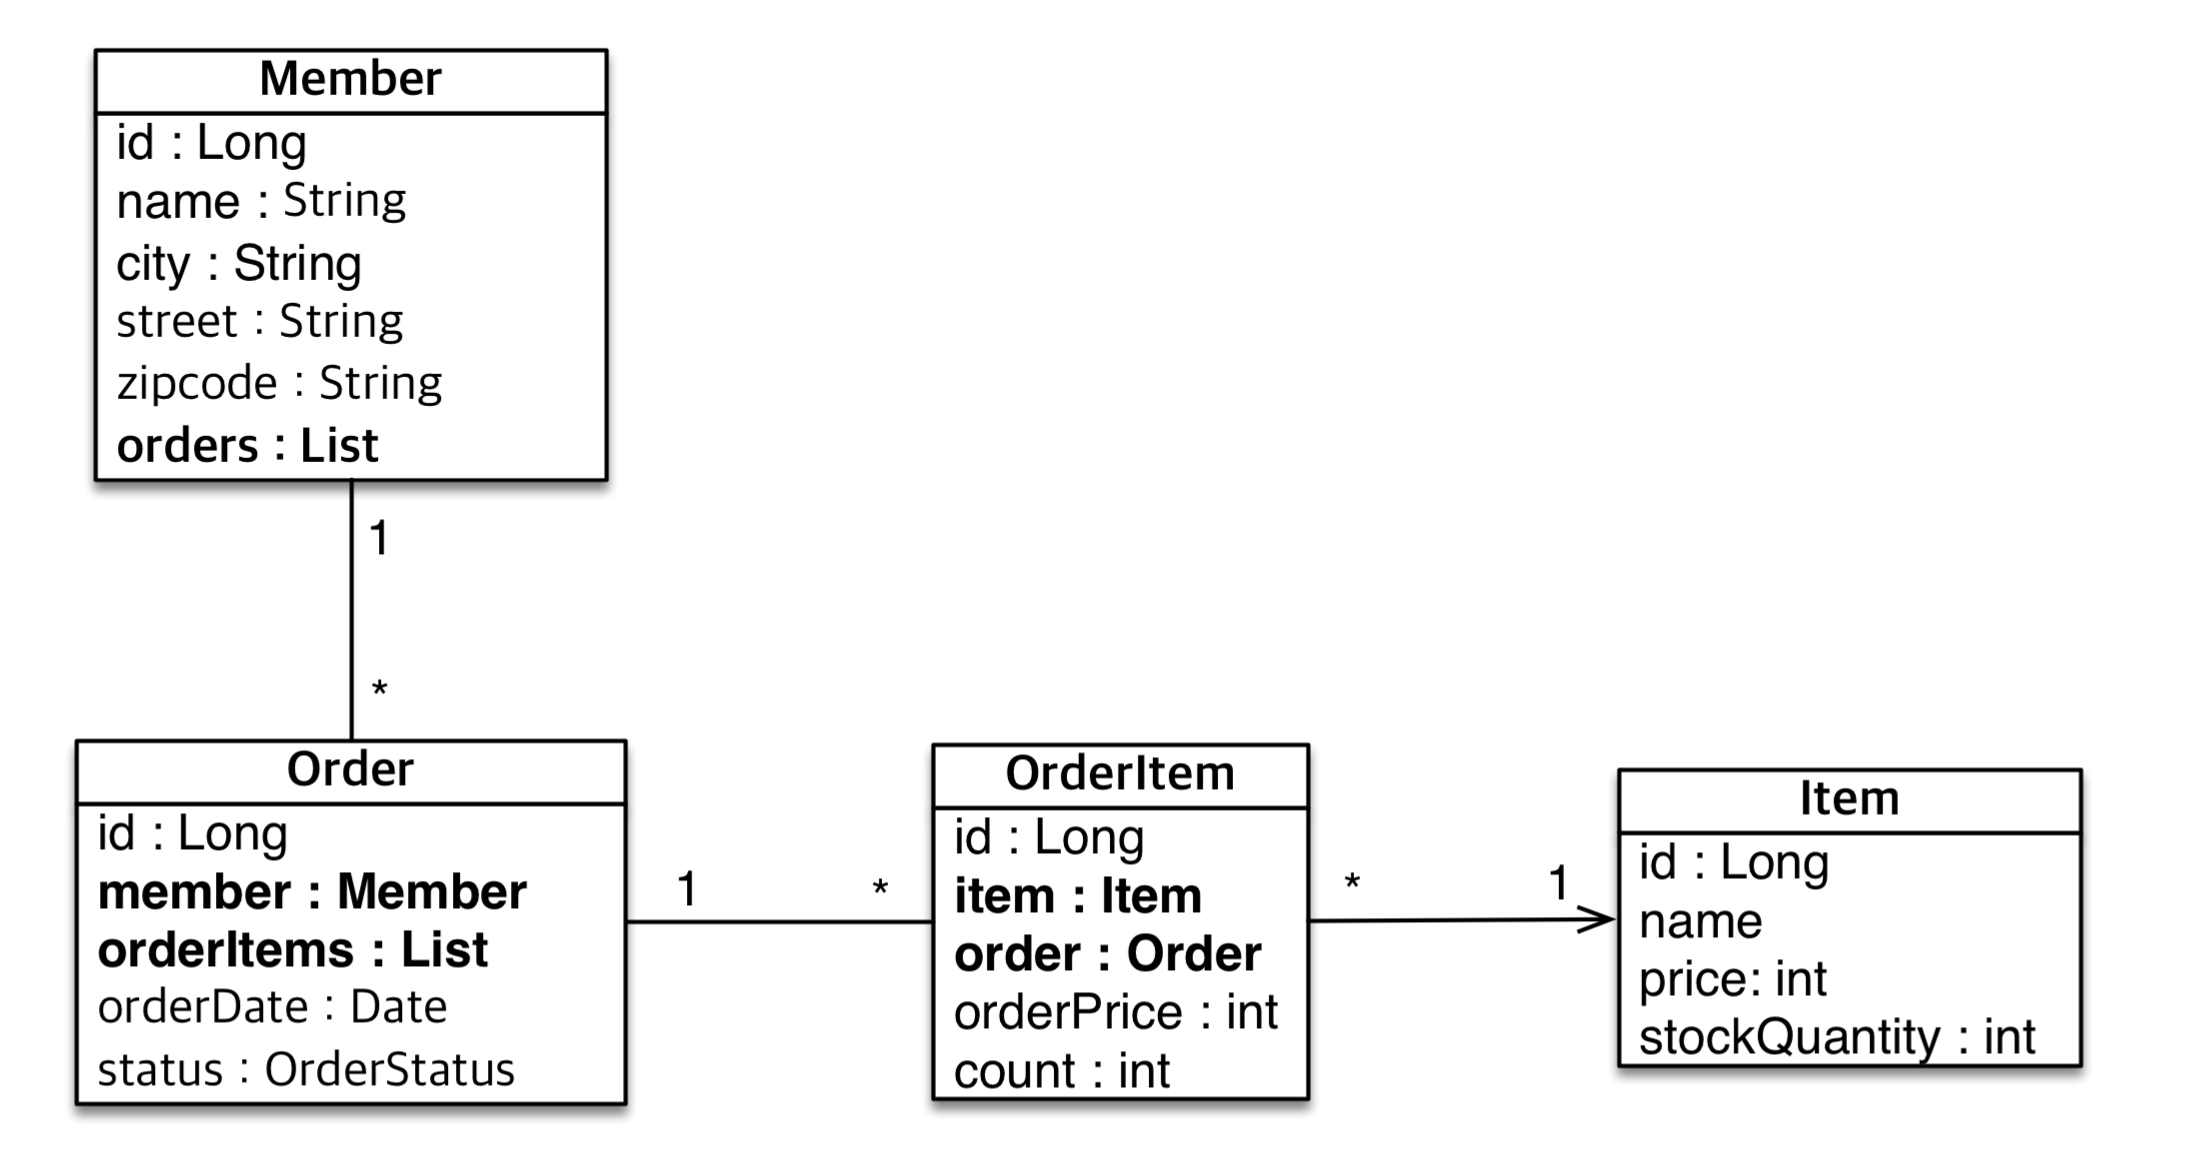 Member
id : Long
name : String
city : String
street : String
zipcode : String
orders : List
1
*
Order
id : Long
member : Member
orderItems : List
orderDate : Date
status : OrderStatus
1
*
OrderItem
id : Long
item : Item
order : Order
orderPrice : int
count : int
*
1
Item
id : Long
name
price: int
stockQuantity : int